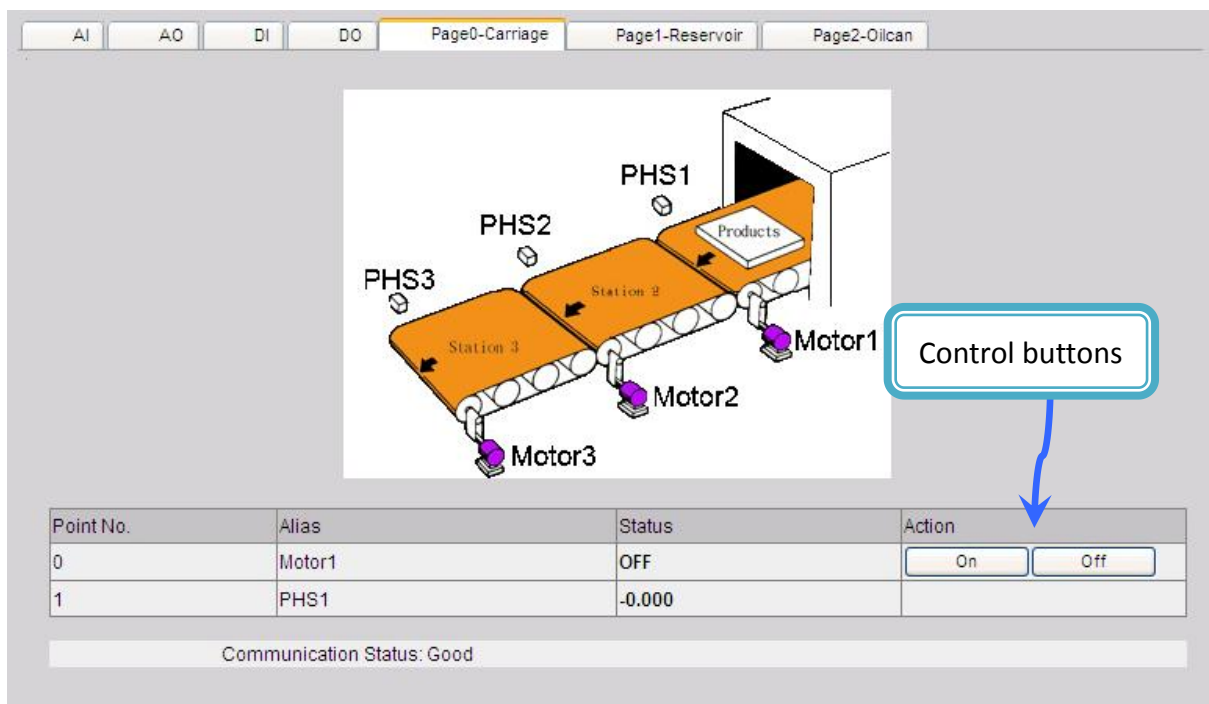 AI AO DI DO Page0-Carriage Page1-Reservoir Page2-Oilcan
PHS1
PHS2
Products
PHS3
Station 2
Station 3
Motor1
Control buttons
Motor2
Motor3
Point No. Alias Status Action
0 Motor1 OFF On Off
1 PHS1 -0.000
Communication Status: Good